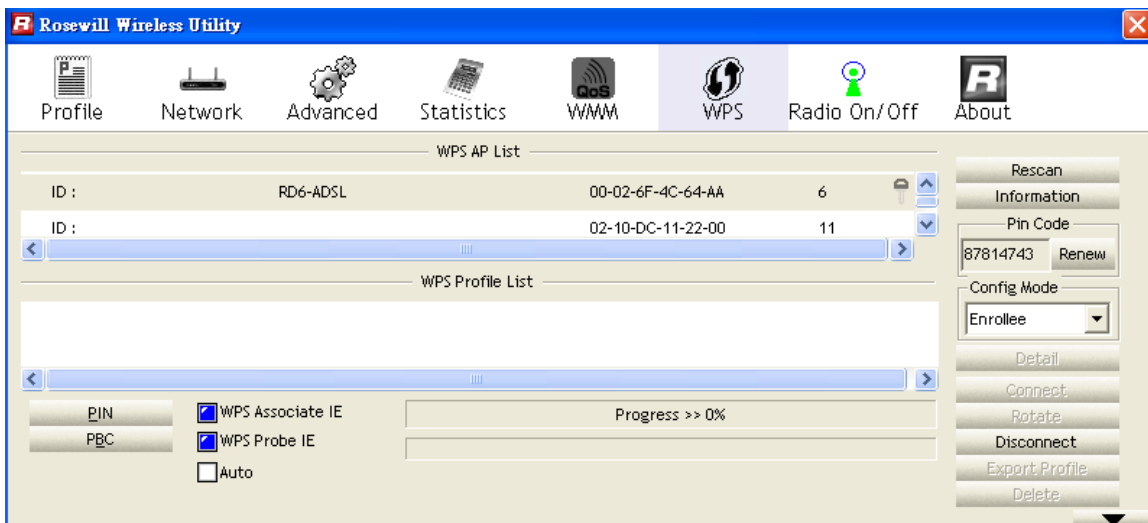 R Rosewill Wireless Utility
Profile Network Advanced Statistics QoS WMM WPS Radio On/Off R About
WPS AP List
ID : RD6-ADSL 00-02-6F-4C-64-AA 6
ID : 02-10-DC-11-22-00 11
WPS Profile List
PIN
PBC
WPS Associate IE
WPS Probe IE
Auto
Progress >> 0%
Rescan
Information
Pin Code
87814743 Renew
Config Mode
Enrollee
Detail
Connect
Rotate
Disconnect
Export Profile
Delete